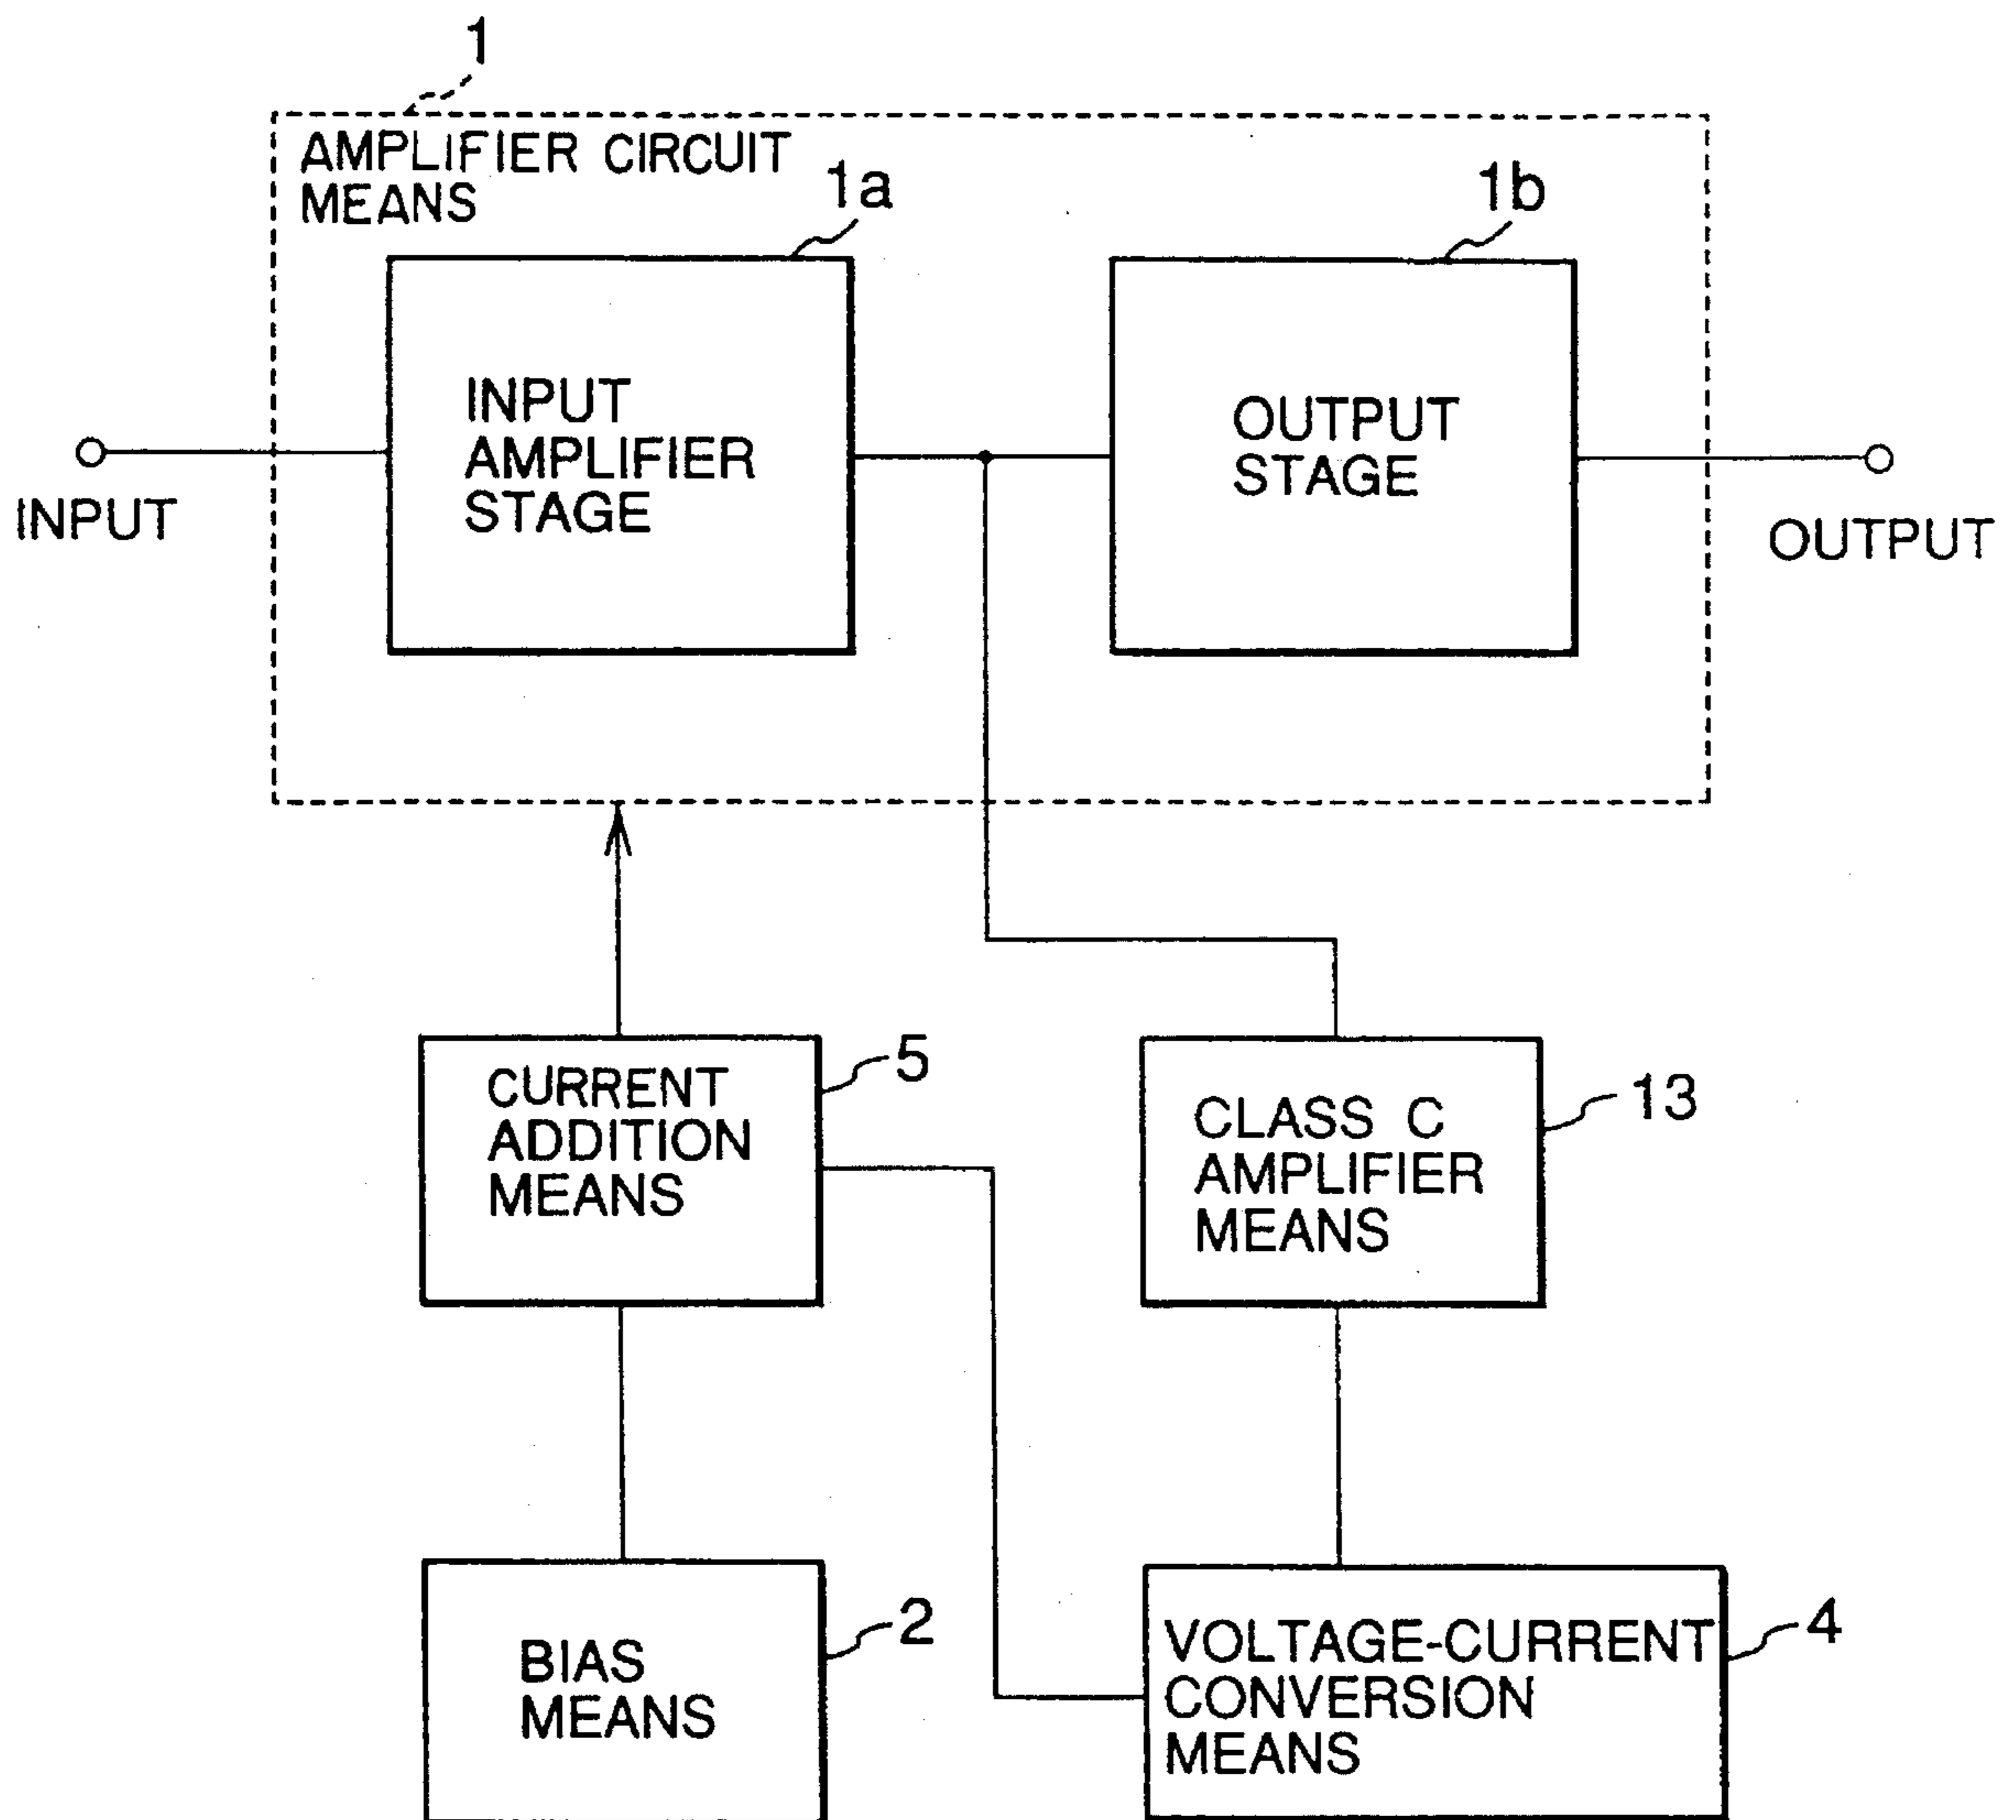 1
AMPLIFIER CIRCUIT
MEANS
1a
1b
INPUT
AMPLIFIER
STAGE
OUTPUT
STAGE
INPUT
OUTPUT
5
CURRENT
ADDITION
MEANS
13
CLASS C
AMPLIFIER
MEANS
2
BIAS
MEANS
4
VOLTAGE-CURRENT
CONVERSION
MEANS